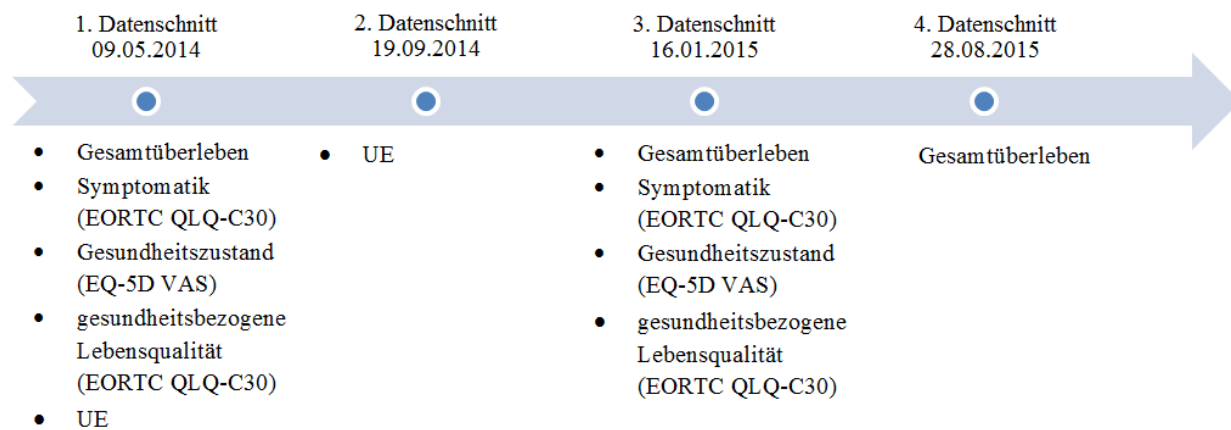 1. Datenschnitt
09.05.2014
2. Datenschnitt
19.09.2014
3. Datenschnitt
16.01.2015
4. Datenschnitt
28.08.2015
• Gesamtüberleben
• Symptomatik
(EORTC QLQ-C30)
• Gesundheitszustand
(EQ-5D VAS)
• gesundheitsbezogene
Lebensqualität
(EORTC QLQ-C30)
• UE
• UE
• Gesamtüberleben
• Symptomatik
(EORTC QLQ-C30)
• Gesundheitszustand
(EQ-5D VAS)
• gesundheitsbezogene
Lebensqualität
(EORTC QLQ-C30)
Gesamtüberleben